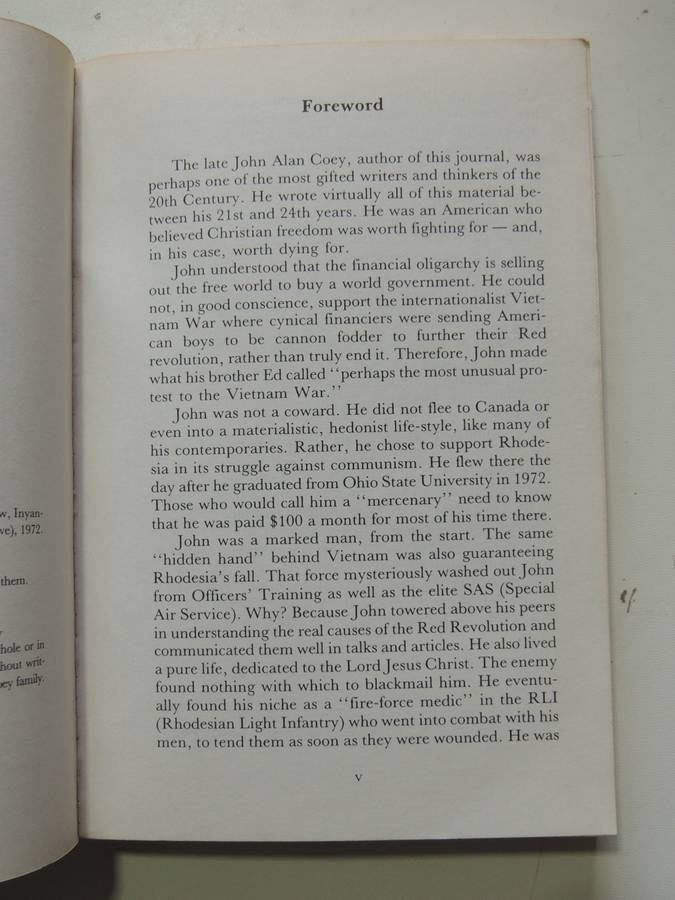 w, Inyan-
ve), 1972.
them.
hole or in
hout writ-
ey family.
Foreword
The late John Alan Coey, author of this journal, was
perhaps one of the most gifted writers and thinkers of the
20th Century. He wrote virtually all of this material be-
tween his 21st and 24th years. He was an American who
believed Christian freedom was worth fighting for — and,
in his case, worth dying for.
John understood that the financial oligarchy is selling
out the free world to buy a world government. He could
not, in good conscience, support the internationalist Viet-
nam War where cynical financiers were sending Ameri-
can boys to be cannon fodder to further their Red
revolution, rather than truly end it. Therefore, John made
what his brother Ed called "perhaps the most unusual pro-
test to the Vietnam War."
John was not a coward. He did not flee to Canada or
even into a materialistic, hedonist life-style, like many of
his contemporaries. Rather, he chose to support Rhode-
sia in its struggle against communism. He flew there the
day after he graduated from Ohio State University in 1972.
Those who would call him a "mercenary" need to know
that he was paid $100 a month for most of his time there.
John was a marked man, from the start. The same
"hidden hand" behind Vietnam was also guaranteeing
Rhodesia's fall. That force mysteriously washed out John
from Officers' Training as well as the elite SAS (Special
Air Service). Why? Because John towered above his peers
in understanding the real causes of the Red Revolution and
communicated them well in talks and articles. He also lived
a pure life, dedicated to the Lord Jesus Christ. The enemy
found nothing with which to blackmail him. He eventu-
ally found his niche as a "fire-force medic" in the RLI
(Rhodesian Light Infantry) who went into combat with his
men, to tend them as soon as they were wounded. He was
v